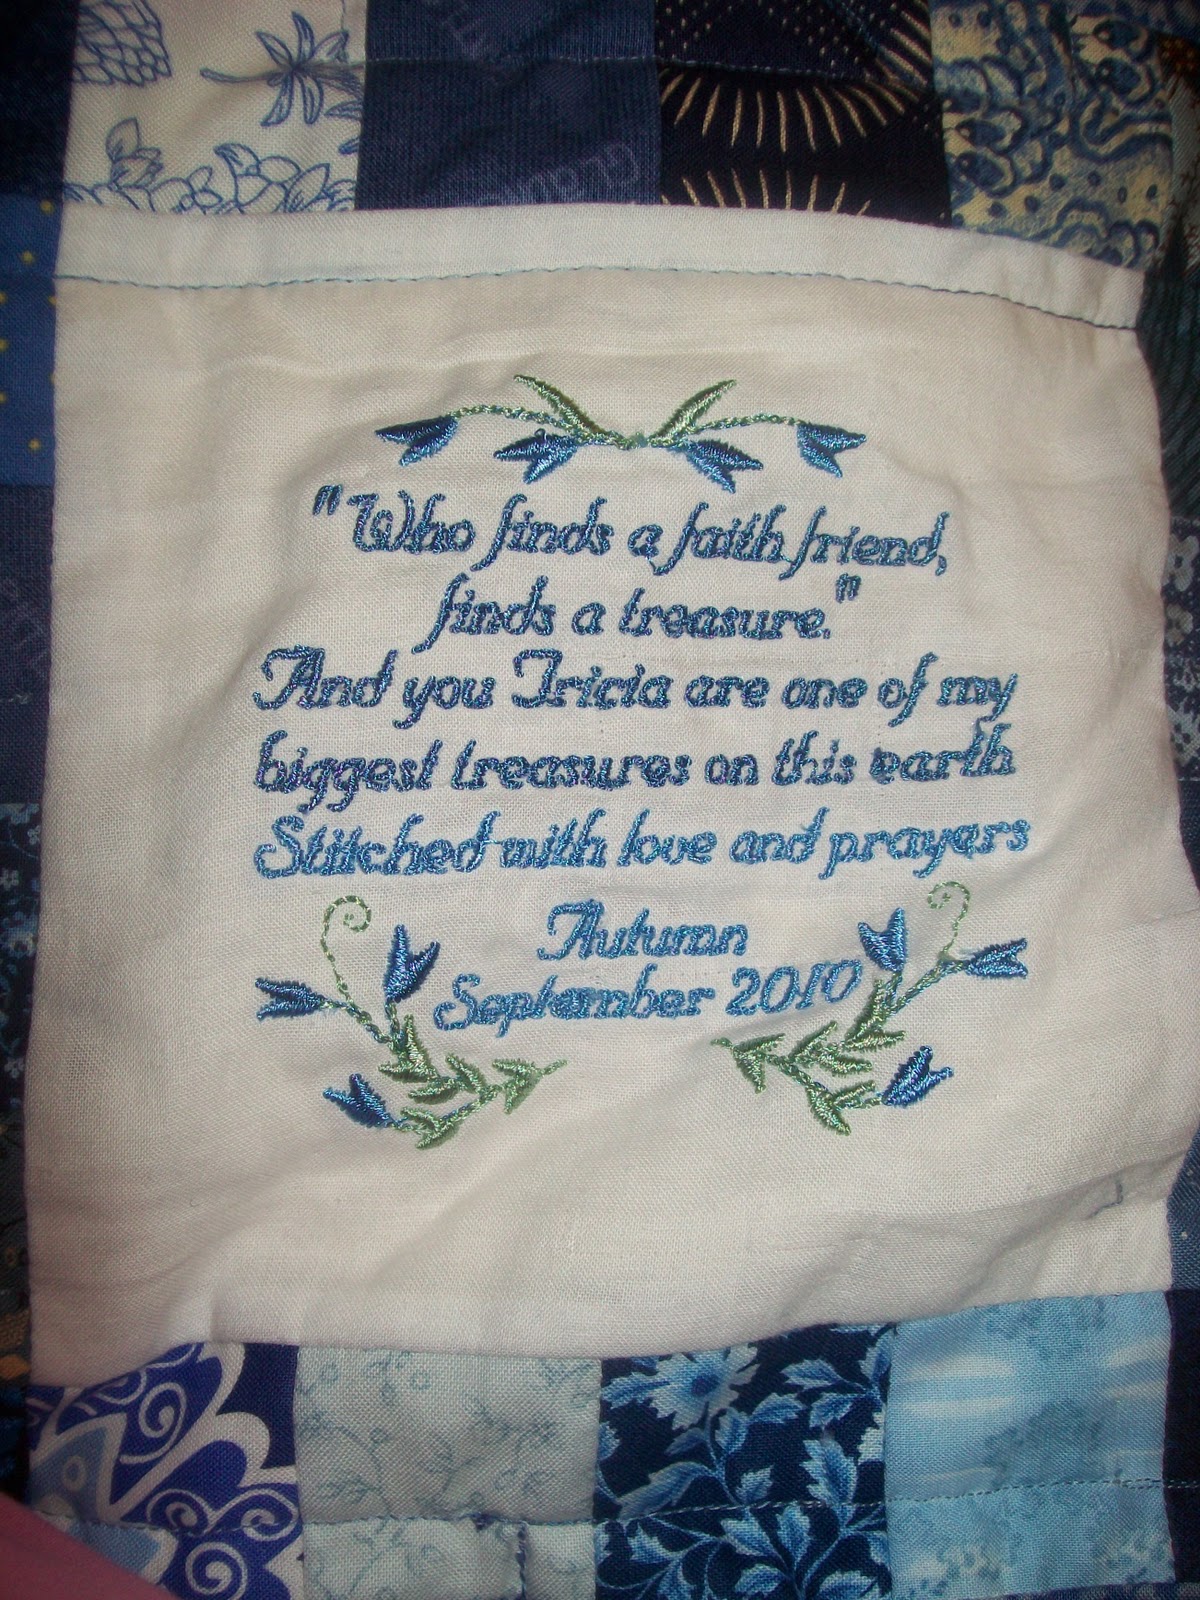 "Who finds a faith friend,
finds a treasure."
And you Tricia are one of my
biggest treasures on this earth
Stitched with love and prayers
Autumn
September 2010